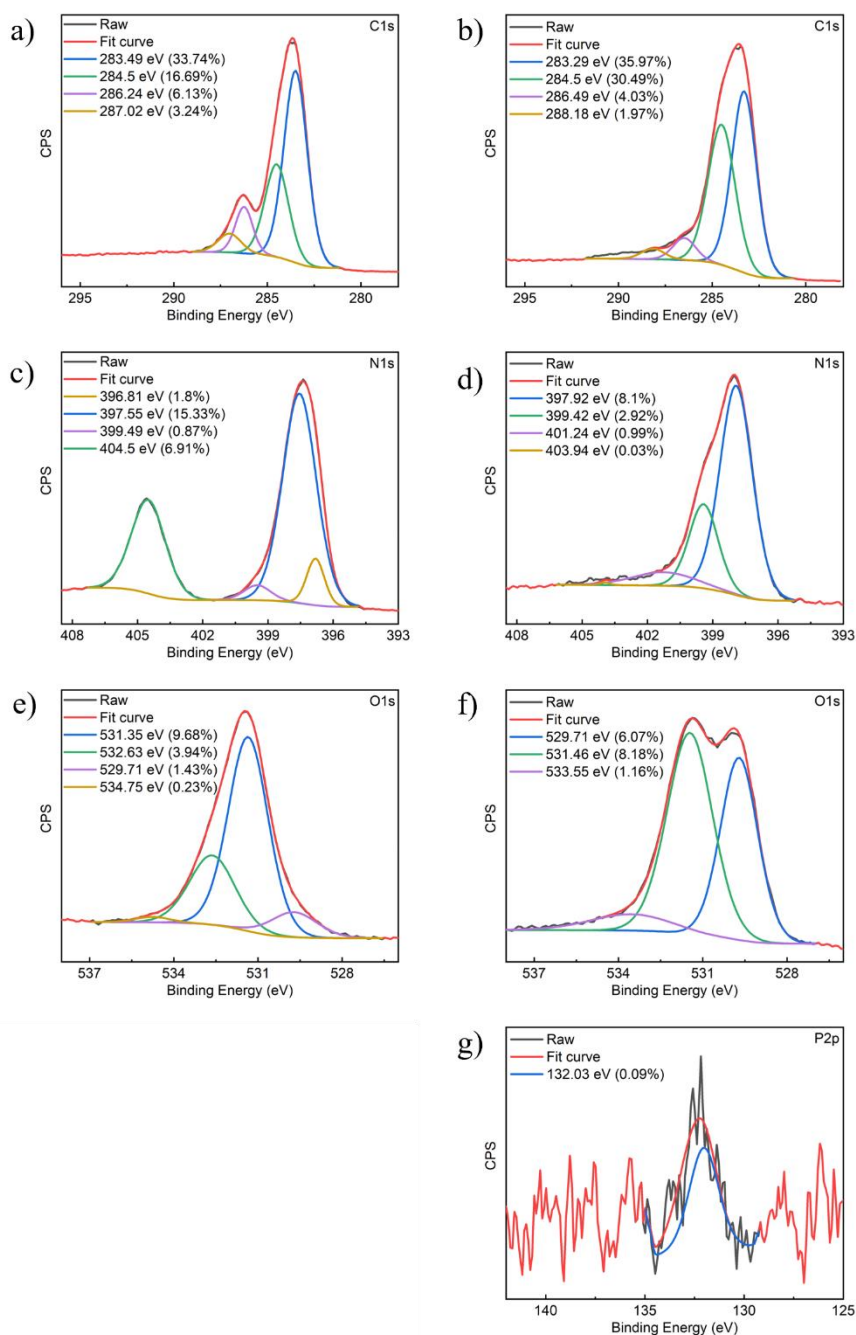 a)
Raw
C1s
Fit curve
283.49 eV (33.74%)
284.5 eV (16.69%)
286.24 eV (6.13%)
287.02 eV (3.24%)
CPS
295 290 285 280
Binding Energy (eV)
b)
Raw
C1s
Fit curve
283.29 eV (35.97%)
284.5 eV (30.49%)
286.49 eV (4.03%)
288.18 eV (1.97%)
CPS
295 290 285 280
Binding Energy (eV)
c)
Raw
N1s
Fit curve
396.81 eV (1.8%)
397.55 eV (15.33%)
399.49 eV (0.87%)
404.5 eV (6.91%)
CPS
408 405 402 399 396 393
Binding Energy (eV)
d)
Raw
N1s
Fit curve
397.92 eV (8.1%)
399.42 eV (2.92%)
401.24 eV (0.99%)
403.94 eV (0.03%)
CPS
408 405 402 399 396 393
Binding Energy (eV)
e)
Raw
O1s
Fit curve
531.35 eV (9.68%)
532.63 eV (3.94%)
529.71 eV (1.43%)
534.75 eV (0.23%)
CPS
537 534 531 528
Binding Energy (eV)
f)
Raw
O1s
Fit curve
529.71 eV (6.07%)
531.46 eV (8.18%)
533.55 eV (1.16%)
CPS
537 534 531 528
Binding Energy (eV)
g)
Raw
P2p
Fit curve
132.03 eV (0.09%)
CPS
140 135 130 125
Binding Energy (eV)